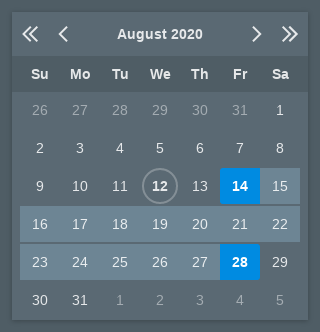 August 2020
Su Mo Tu We Th Fr Sa
26 27 28 29 30 31 1
2 3 4 5 6 7 8
9 10 11 12 13 14 15
16 17 18 19 20 21 22
23 24 25 26 27 28 29
30 31 1 2 3 4 5